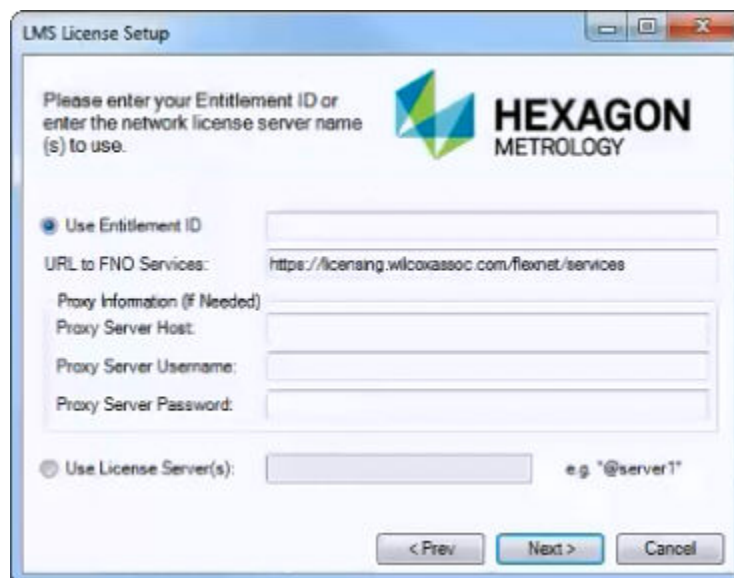 LMS License Setup
Please enter your Entitlement ID or
enter the network license server name
(s) to use.
HEXAGON
METROLOGY
Use Entitlement ID
URL to FNO Services: https://licensing.wilcoxassoc.com/flexnet/services
Proxy Information (If Needed)
Proxy Server Host:
Proxy Server Username:
Proxy Server Password:
Use License Server(s): e.g. "@server1"
< Prev Next > Cancel